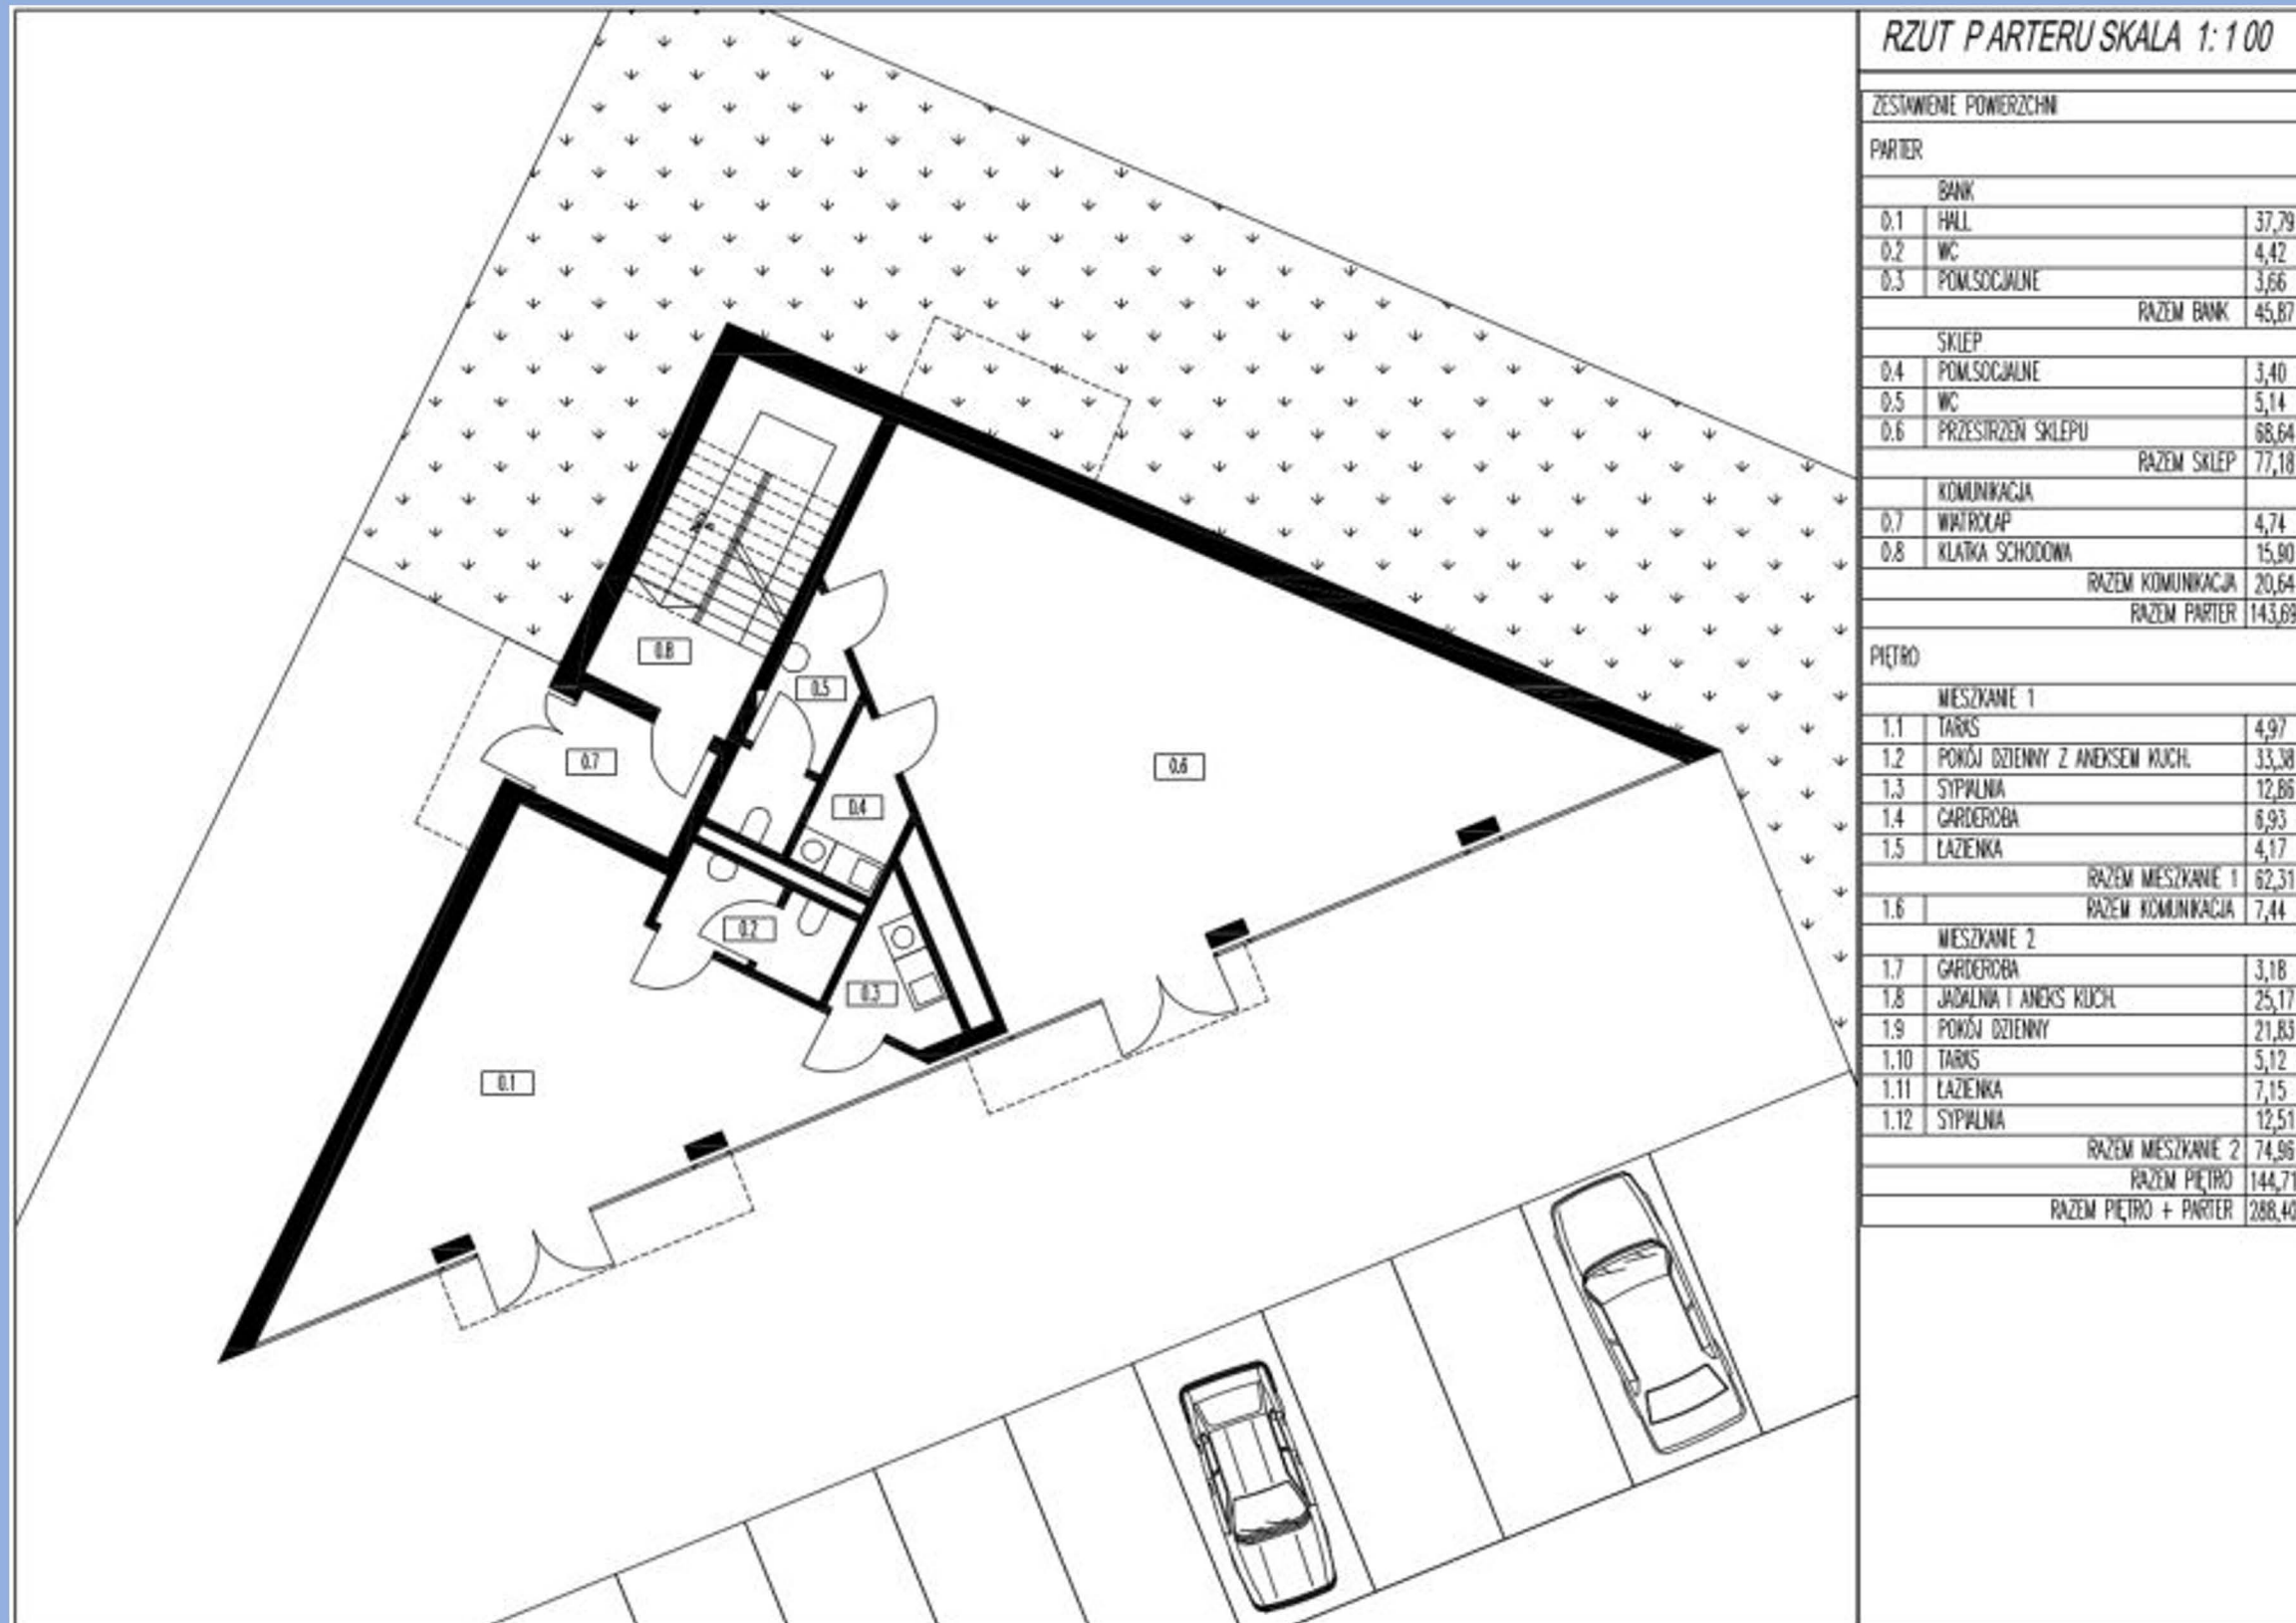 RZUT PARTERU SKALA 1:100
ZESTAWIENIE POWIERZCHNI
PARTER
BANK
0.1 HALL 37,79
0.2 WC 4,42
0.3 POM.SOCJALNE 3,66
RAZEM BANK 45,87
SKLEP
0.4 POM.SOCJALNE 3,40
0.5 WC 5,14
0.6 PRZESTRZEŃ SKLEPU 68,64
RAZEM SKLEP 77,18
KOMUNIKACJA
0.7 WIATROŁAP 4,74
0.8 KLATKA SCHODOWA 15,90
RAZEM KOMUNIKACJA 20,64
RAZEM PARTER 143,69
PIĘTRO
MIESZKANIE 1
1.1 TARAS 4,97
1.2 POKÓJ DZIENNY Z ANEKSEM KUCH. 33,38
1.3 SYPIALNIA 12,86
1.4 GARDEROBA 6,93
1.5 ŁAZIENKA 4,17
RAZEM MIESZKANIE 1 62,31
1.6 RAZEM KOMUNIKACJA 7,44
MIESZKANIE 2
1.7 GARDEROBA 3,18
1.8 JADALNIA I ANEKS KUCH. 25,17
1.9 POKÓJ DZIENNY 21,83
1.10 TARAS 5,12
1.11 ŁAZIENKA 7,15
1.12 SYPIALNIA 12,51
RAZEM MIESZKANIE 2 74,96
RAZEM PIĘTRO 144,71
RAZEM PIĘTRO + PARTER 288,40
0.8
0.5
0.7
0.6
0.4
0.2
0.3
0.1